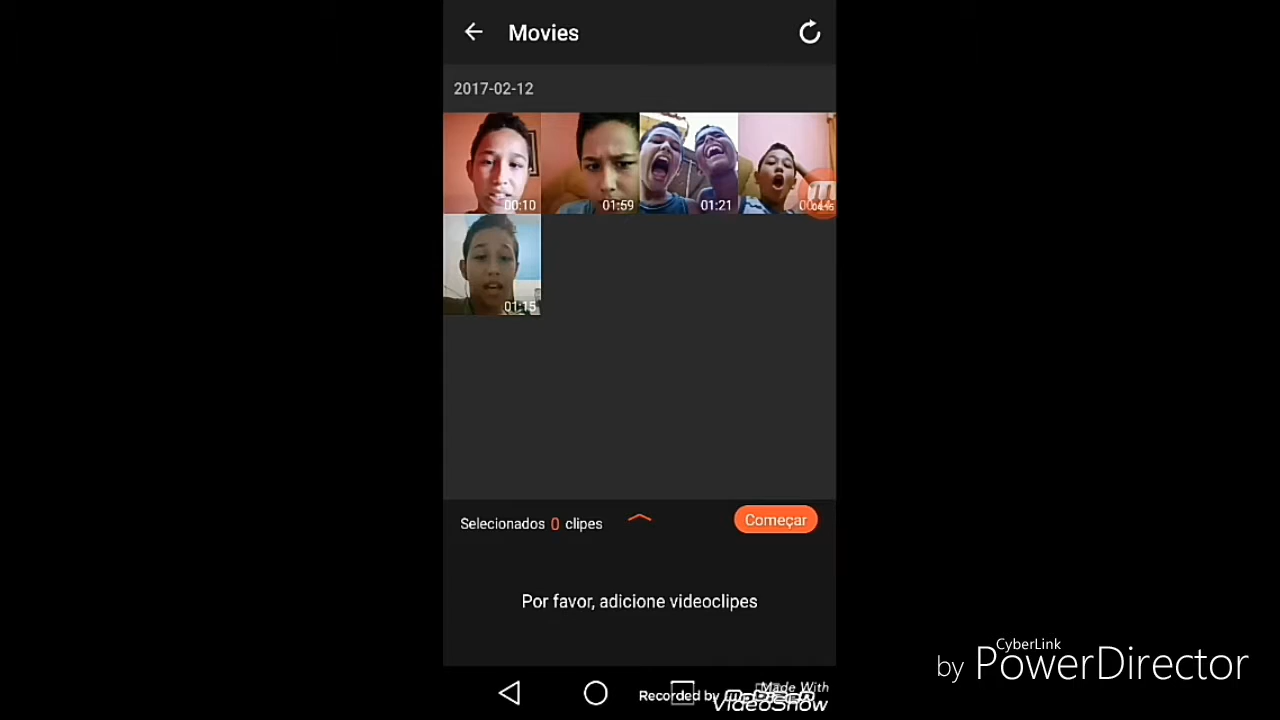 Movies
2017-02-12
00:10
01:59
01:21
01:15
Selecionados 0 clipes
Começar
Por favor, adicione videoclipes
Recorded by
Made With
VideoShow
CyberLink
by PowerDirector